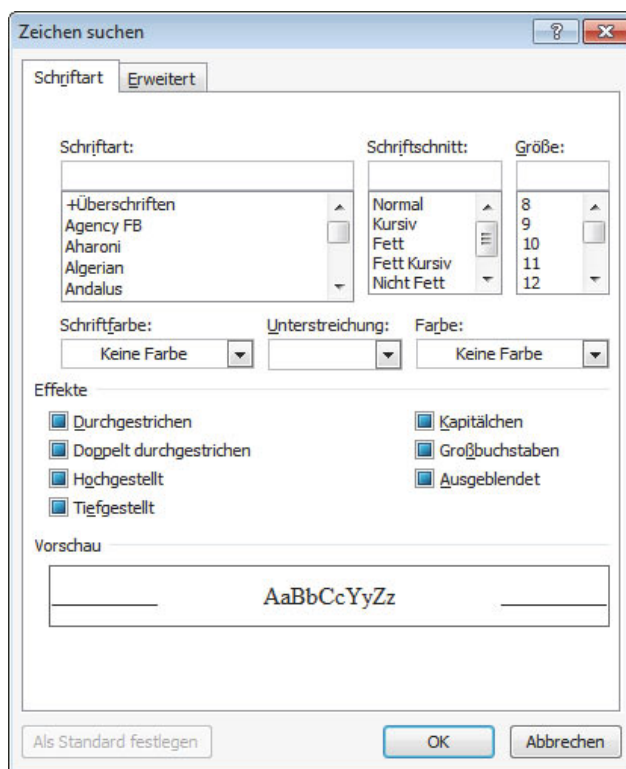 Zeichen suchen
Schriftart Erweitert
Schriftart: Schriftschnitt: Größe:
+Überschriften Normal 8
Agency FB Kursiv 9
Aharoni Fett 10
Algerian Fett Kursiv 11
Andalus Nicht Fett 12
Schriftfarbe: Unterstreichung: Farbe:
Keine Farbe Keine Farbe
Effekte
Durchgestrichen Kapitälchen
Doppelt durchgestrichen Großbuchstaben
Hochgestellt Ausgeblendet
Tiefgestellt
Vorschau
AaBbCcYyZz
Als Standard festlegen OK Abbrechen